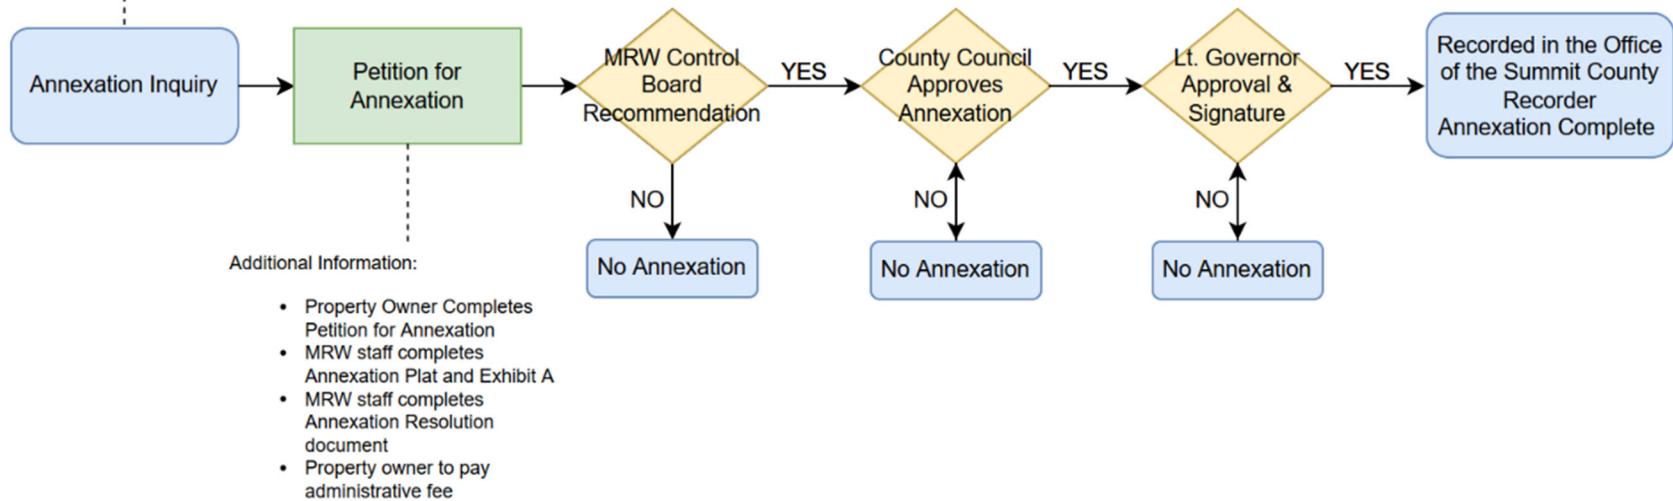 Annexation Inquiry
Petition for
Annexation
MRW Control
Board
Recommendation
YES
County Council
Approves
Annexation
YES
Lt. Governor
Approval &
Signature
YES
Recorded in the Office
of the Summit County
Recorder
Annexation Complete
NO
NO
NO
No Annexation
No Annexation
No Annexation
Additional Information:
• Property Owner Completes
Petition for Annexation
• MRW staff completes
Annexation Plat and Exhibit A
• MRW staff completes
Annexation Resolution
document
• Property owner to pay
administrative fee